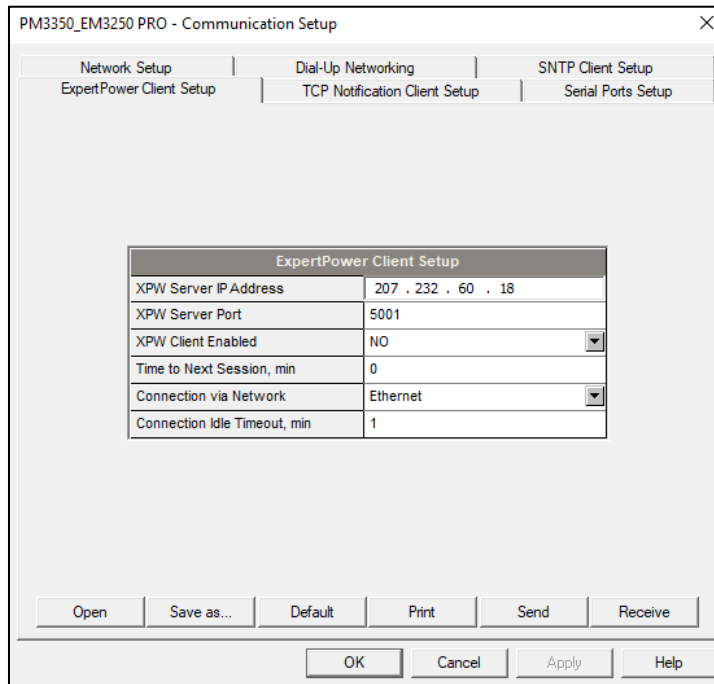 PM3350_EM3250 PRO - Communication Setup
Network Setup Dial-Up Networking SNTP Client Setup
ExpertPower Client Setup TCP Notification Client Setup Serial Ports Setup
ExpertPower Client Setup
XPW Server IP Address 207 . 232 . 60 . 18
XPW Server Port 5001
XPW Client Enabled NO
Time to Next Session, min 0
Connection via Network Ethernet
Connection Idle Timeout, min 1
Open Save as... Default Print Send Receive
OK Cancel Apply Help